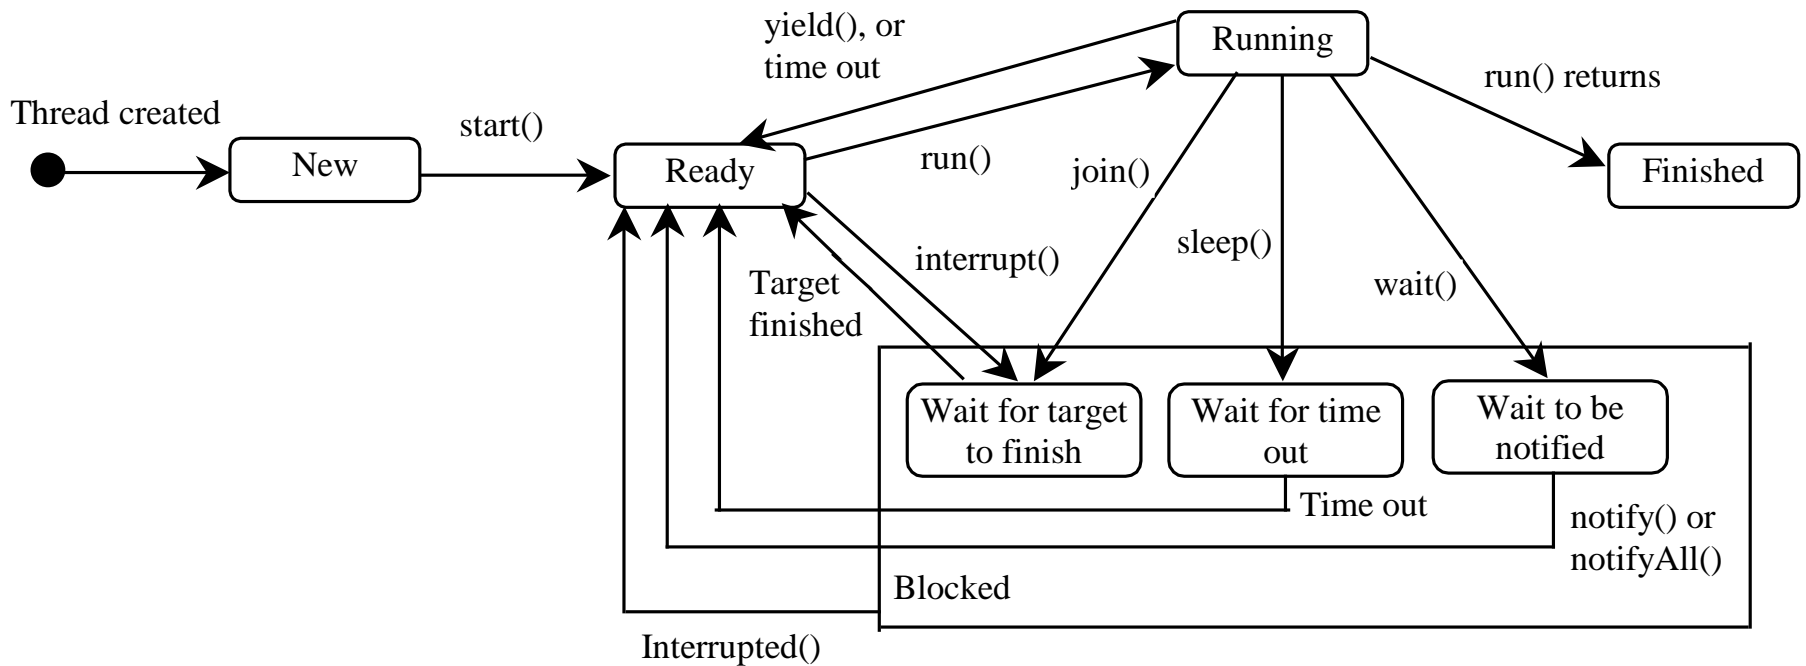 yield(), or
time out
Running
run() returns
Thread created
start()
New
Ready
run()
join()
Finished
sleep()
interrupt()
wait()
Target
finished
Wait for target
to finish
Wait for time
out
Wait to be
notified
Time out
notify() or
notifyAll()
Blocked
Interrupted()